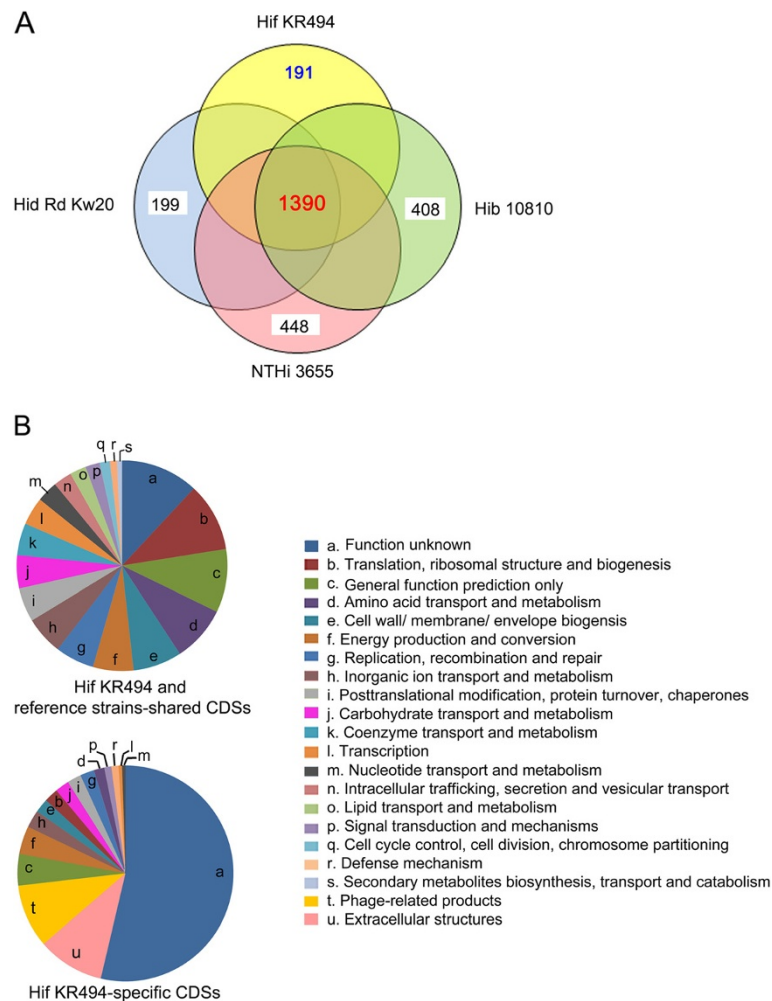 A
Hif KR494
191
Hid Rd Kw20
199
1390
408
Hib 10810
448
NTHi 3655
B
q r s
p
o
n
m
l
k
j
i
h
g
f
e
d
c
b
a
Hif KR494 and
reference strains-shared CDSs
p r l
d m
g
i
j
b
e
h
f
c
t
u
a
Hif KR494-specific CDSs
a. Function unknown
b. Translation, ribosomal structure and biogenesis
c. General function prediction only
d. Amino acid transport and metabolism
e. Cell wall/ membrane/ envelope biogensis
f. Energy production and conversion
g. Replication, recombination and repair
h. Inorganic ion transport and metabolism
i. Posttranslational modification, protein turnover, chaperones
j. Carbohydrate transport and metabolism
k. Coenzyme transport and metabolism
l. Transcription
m. Nucleotide transport and metabolism
n. Intracellular trafficking, secretion and vesicular transport
o. Lipid transport and metabolism
p. Signal transduction and mechanisms
q. Cell cycle control, cell division, chromosome partitioning
r. Defense mechanism
s. Secondary metabolites biosynthesis, transport and catabolism
t. Phage-related products
u. Extracellular structures